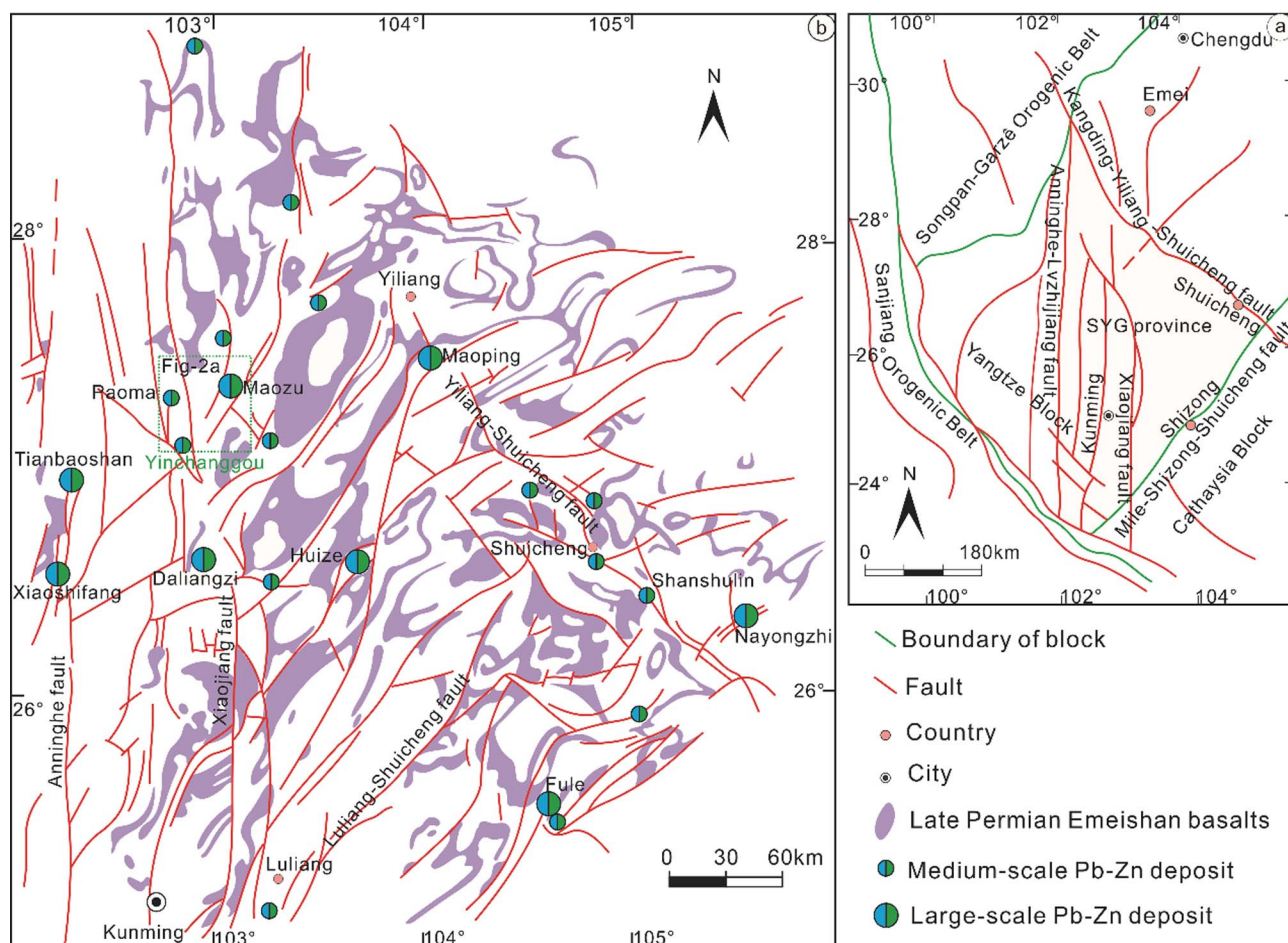 103°
104°
105°
b
N
28°
28°
Yiliang
Fig-2a
Maoping
Paoma
Maozu
Yiliang-Shuicheng fault
Tianbaoshan
Yinchanggou
Shuicheng
Huize
Daliangzi
Xiaoshifang
Shanshulin
Nayongzhi
Anninghe fault
Xiaojiang fault
26°
26°
Luliang-Shuicheng fault
Fule
Luliang
0 30 60km
Kunming
103°
104°
105°
100°
102°
104°
a
Chengdu
30°
Emei
Songpan-Garzê Orogenic Belt
Kangding-Yiliang-Shuicheng fault
Anninghe-Lvzhijiang fault
28°
Sanjiang Orogenic Belt
Shuicheng
SYG province
26°
Yangtze Block
Kunming
Xiaojiang fault
Shizong
Mile-Shizong-Shuicheng fault
Cathaysia Block
24°
N
0 180km
100°
102°
104°
Boundary of block
Fault
Country
City
Late Permian Emeishan basalts
Medium-scale Pb-Zn deposit
Large-scale Pb-Zn deposit